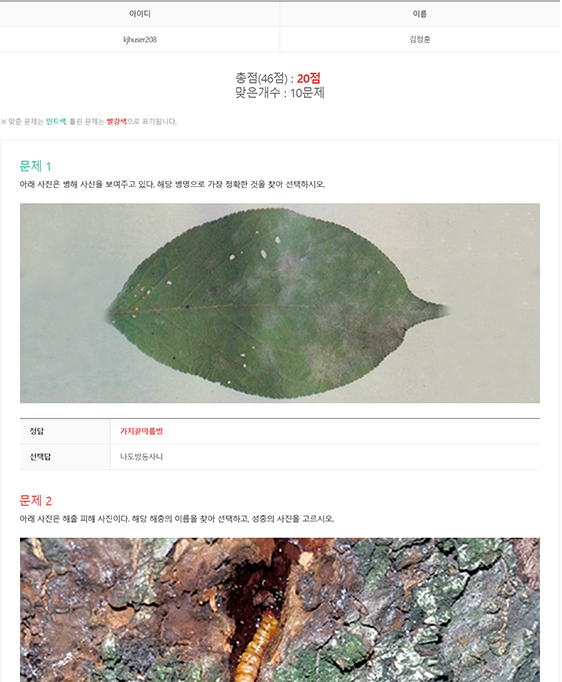 아이디 이름
kjhuser208 김정훈
총점(46점) : 20점
맞은개수 : 10문제
※ 맞춘 문제는 민트색, 틀린 문제는 빨강색으로 표기됩니다.
문제 1
아래 사진은 병해 사신을 보여주고 있다. 해당 병명으로 가장 정확한 것을 찾아 선택하시오.
정답 가지끝마름병
선택답 나도방동사니
문제 2
아래 사진은 해출 피해 사진이다. 해당 해중의 이름을 찾아 선택하고, 성중의 사진을 고르시오.